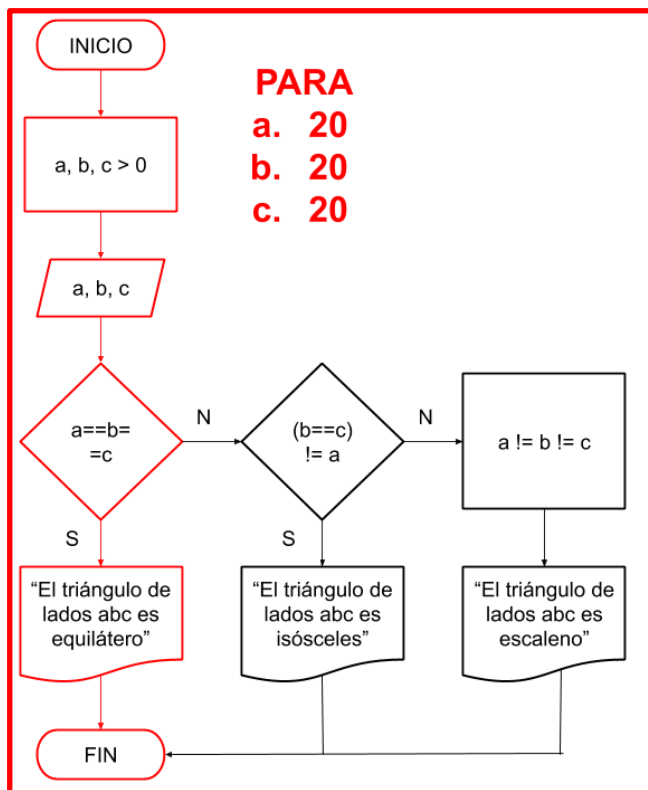 INICIO
PARA
a. 20
b. 20
c. 20
a, b, c > 0
a, b, c
a==b=
=c
N
(b==c)
!= a
N
a != b != c
S
S
“El triángulo de
lados abc es
equilátero”
“El triángulo de
lados abc es
isósceles”
“El triángulo de
lados abc es
escaleno”
FIN